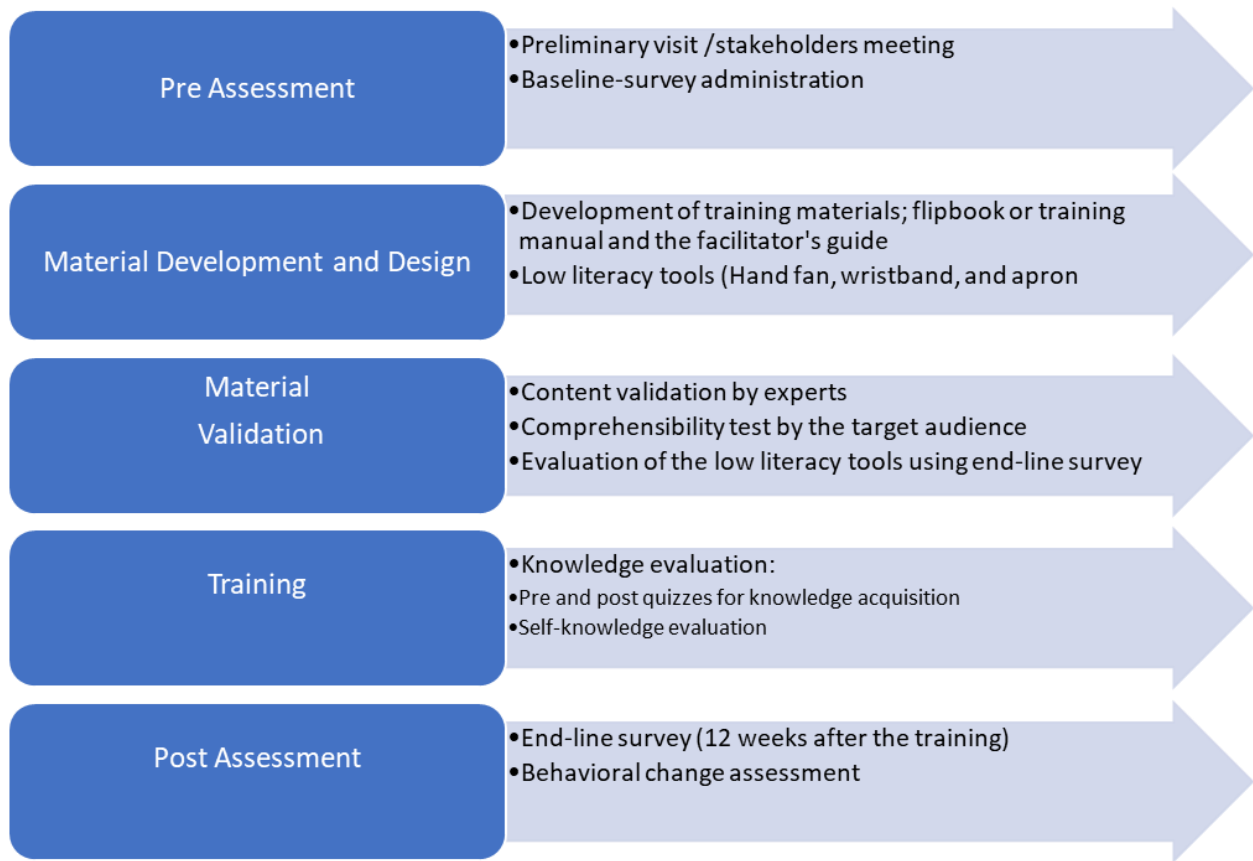 Pre Assessment
•Preliminary visit /stakeholders meeting
•Baseline-survey administration
Material Development and Design
•Development of training materials; flipbook or training
manual and the facilitator's guide
•Low literacy tools (Hand fan, wristband, and apron
Material
Validation
•Content validation by experts
•Comprehensibility test by the target audience
•Evaluation of the low literacy tools using end-line survey
Training
•Knowledge evaluation:
•Pre and post quizzes for knowledge acquisition
•Self-knowledge evaluation
Post Assessment
•End-line survey (12 weeks after the training)
•Behavioral change assessment